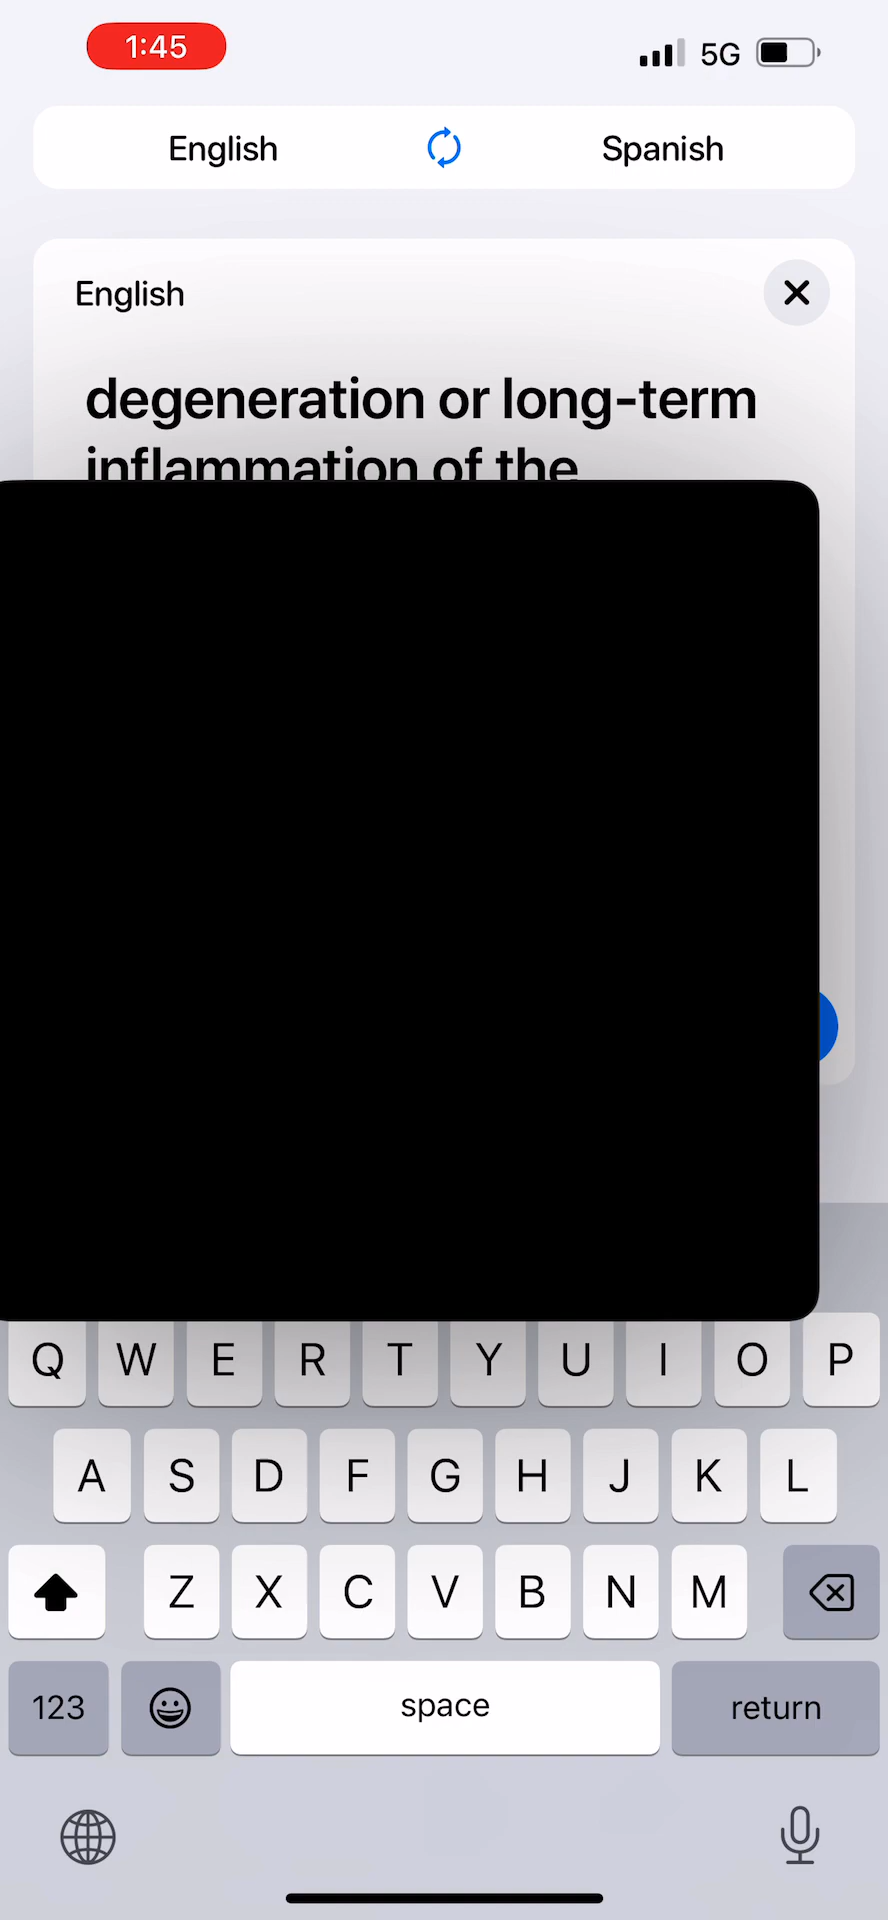 1:45
5G
English
Spanish
English
degeneration or long-term
inflammation of the
Q W E R T Y U I O P
A S D F G H J K L
Z X C V B N M
123
space
return